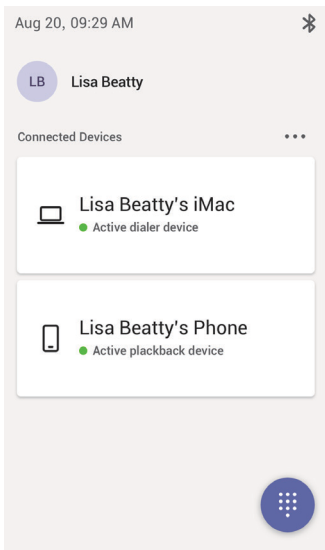 Aug 20, 09:29 AM
LB
Lisa Beatty
Connected Devices
Lisa Beatty's iMac
Active dialer device
Lisa Beatty's Phone
Active plackback device